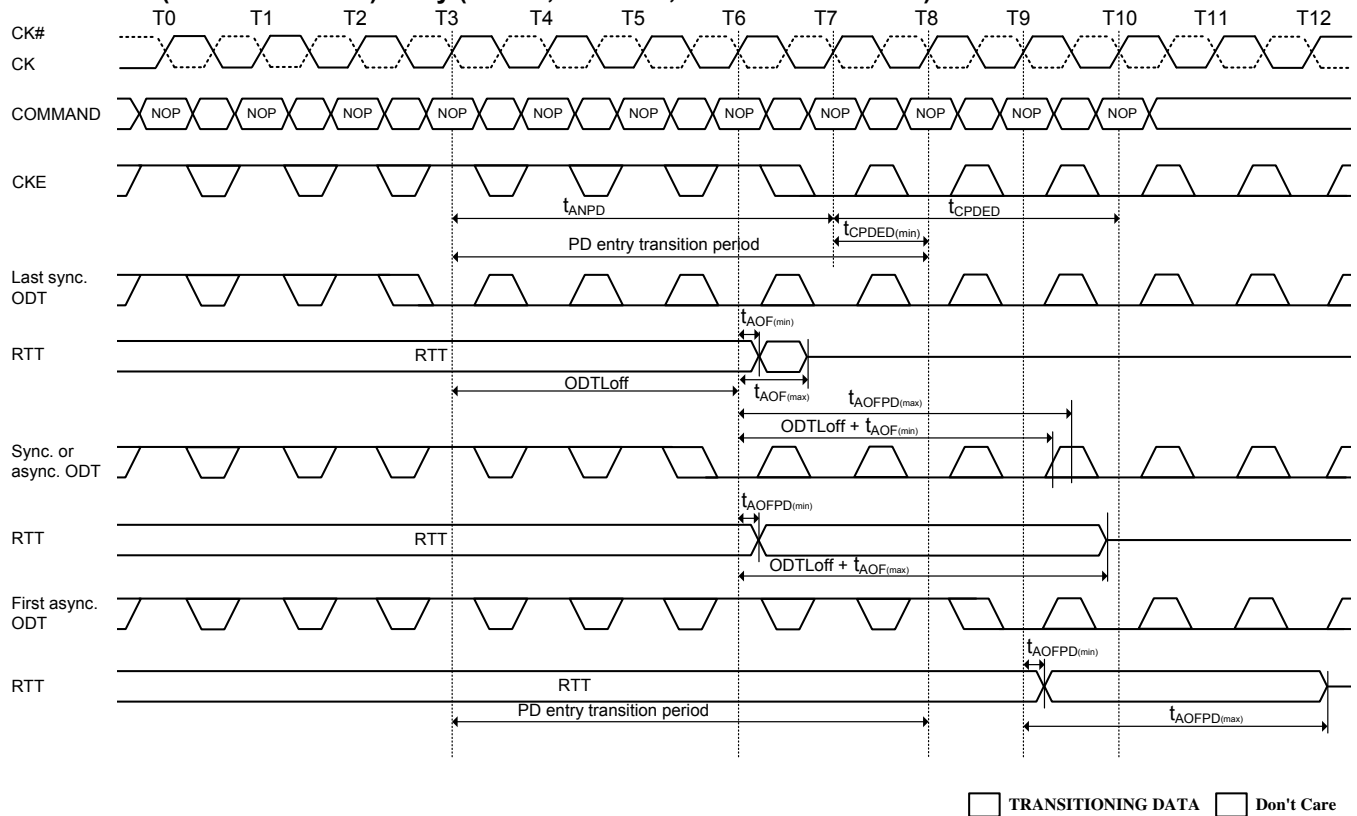 T0 T1 T2 T3 T4 T5 T6 T7 T8 T9 T10 T11 T12
CK#
CK
COMMAND NOP NOP NOP NOP NOP NOP NOP NOP NOP NOP NOP
CKE
tANPD tCPDED
tCPDED(min)
PD entry transition period
Last sync.
ODT
tAOF(min)
RTT RTT
ODTLoff tAOF(max)
tAOFPD(max)
ODTLoff + tAOF(min)
Sync. or
async. ODT
tAOFPD(min)
RTT RTT
ODTLoff + tAOF(max)
First async.
ODT
tAOFPD(min)
RTT RTT
PD entry transition period tAOFPD(max)
TRANSITIONING DATA Don't Care